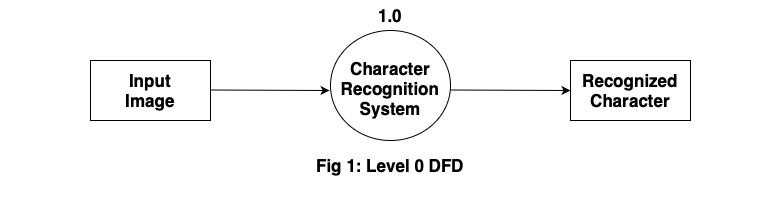 1.0
Input
Image
Character
Recognition
System
Recognized
Character
Fig 1: Level 0 DFD